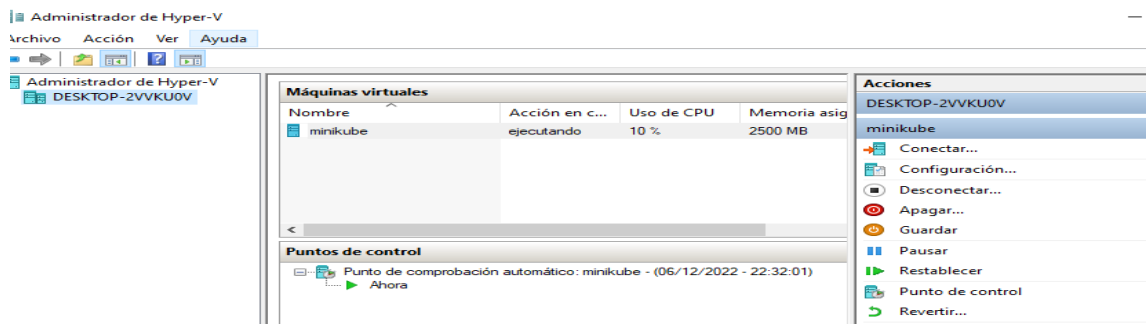 Administrador de Hyper-V
Archivo Acción Ver Ayuda
Administrador de Hyper-V
DESKTOP-2VVKU0V
Máquinas virtuales
Nombre Acción en c... Uso de CPU Memoria asig
minikube ejecutando 10 % 2500 MB
Puntos de control
Punto de comprobación automático: minikube - (06/12/2022 - 22:32:01)
Ahora
Acciones
DESKTOP-2VVKU0V
minikube
Conectar...
Configuración...
Desconectar...
Apagar...
Guardar
Pausar
Restablecer
Punto de control
Revertir...